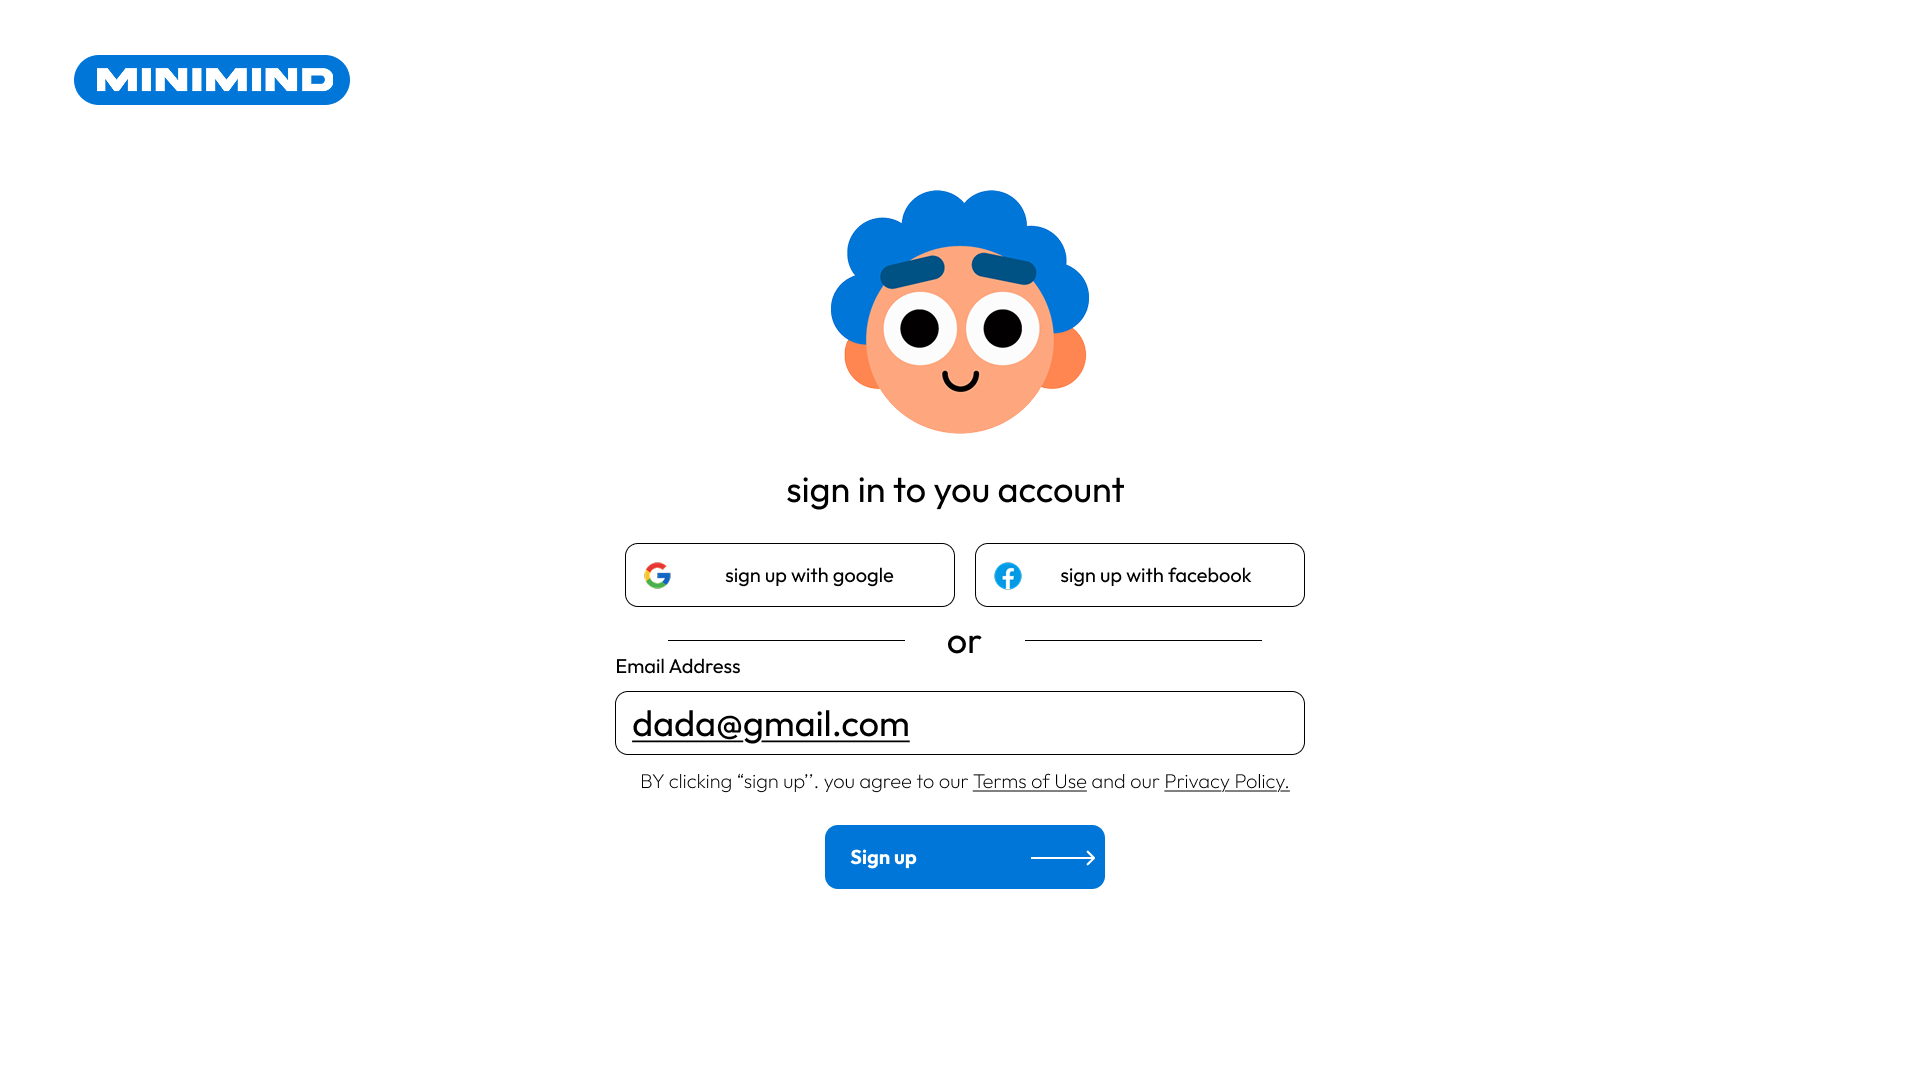 MINIMIND
sign in to you account
sign up with google
sign up with facebook
or
Email Address
dada@gmail.com
BY clicking “sign up’’. you agree to our Terms of Use and our Privacy Policy.
Sign up